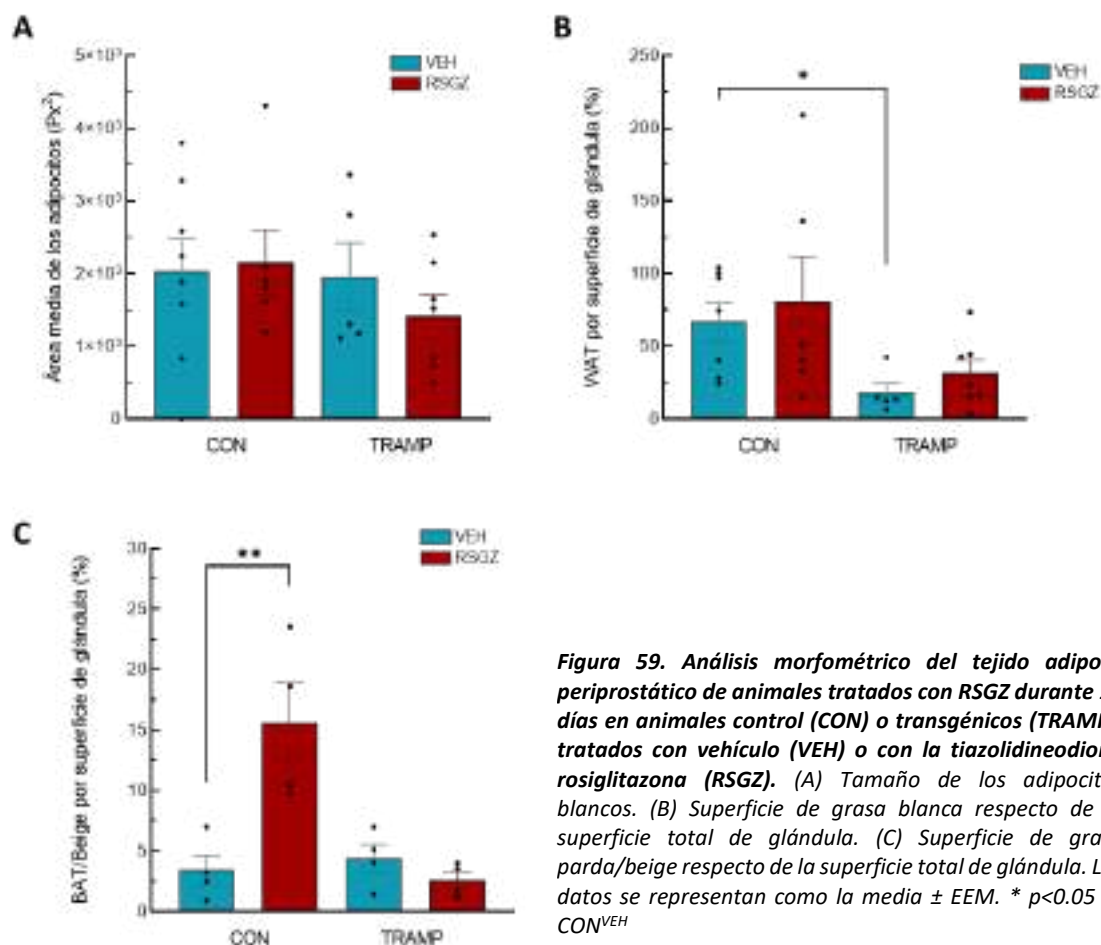 A
5×10³
4×10³
3×10³
2×10³
1×10³
0
Área media de los adipocitos (Px²)
VEH
RSGZ
CON
TRAMP
B
250
200
150
100
50
0
WAT por superficie de glándula (%)
VEH
RSGZ
*
CON
TRAMP
C
30
25
20
15
10
5
0
BAT/Beige por superficie de glándula (%)
VEH
RSGZ
**
CON
TRAMP
Figura 59. Análisis morfométrico del tejido adipo
periprostático de animales tratados con RSGZ durante
días en animales control (CON) o transgénicos (TRAM
tratados con vehículo (VEH) o con la tiazolidineodio
rosiglitazona (RSGZ). (A) Tamaño de los adipocit
blancos. (B) Superficie de grasa blanca respecto de
superficie total de glándula. (C) Superficie de gra
parda/beige respecto de la superficie total de glándula. L
datos se representan como la media ± EEM. * p<0.05
CONVEH